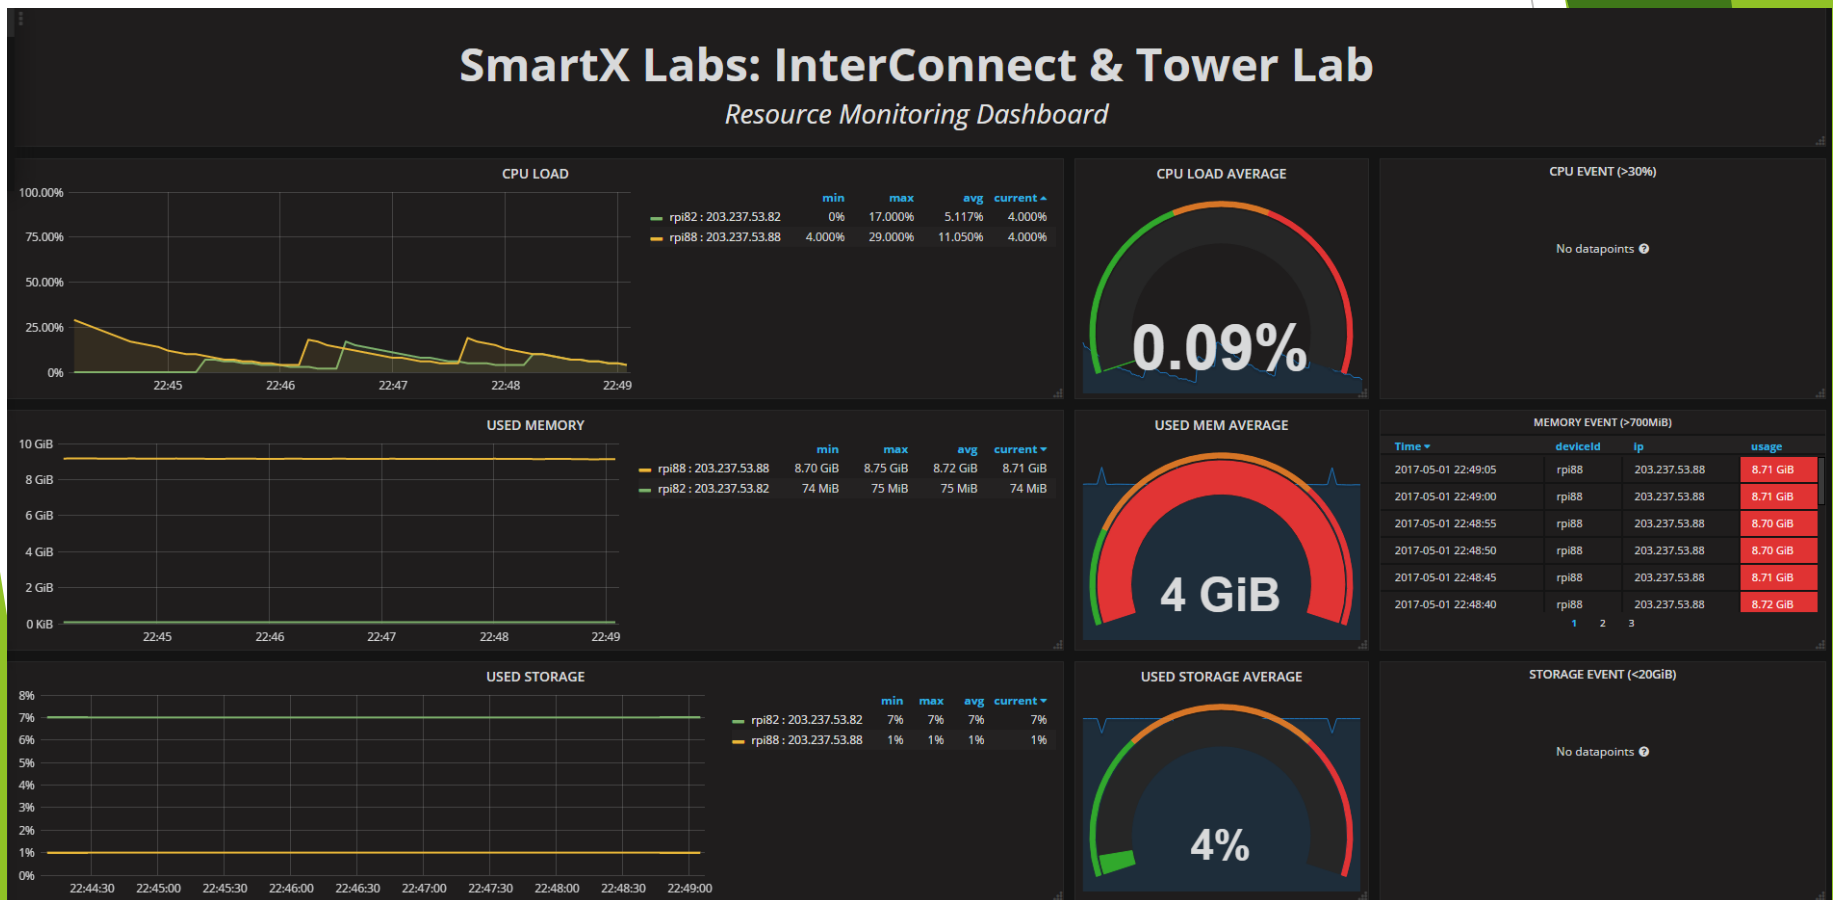 SmartX Labs: InterConnect & Tower Lab
Resource Monitoring Dashboard
CPU LOAD
100.00%
75.00%
50.00%
25.00%
0%
22:45 22:46 22:47 22:48 22:49
min max avg current
rpi82 : 203.237.53.82 0% 17.000% 5.117% 4.000%
rpi88 : 203.237.53.88 4.000% 29.000% 11.050% 4.000%
CPU LOAD AVERAGE
0.09%
CPU EVENT (>30%)
No datapoints
USED MEMORY
10 GiB
8 GiB
6 GiB
4 GiB
2 GiB
0 KiB
22:45 22:46 22:47 22:48 22:49
min max avg current
rpi88 : 203.237.53.88 8.70 GiB 8.75 GiB 8.72 GiB 8.71 GiB
rpi82 : 203.237.53.82 74 MiB 75 MiB 75 MiB 74 MiB
USED MEM AVERAGE
4 GiB
MEMORY EVENT (>700MiB)
Time deviceId ip usage
2017-05-01 22:49:05 rpi88 203.237.53.88 8.71 GiB
2017-05-01 22:49:00 rpi88 203.237.53.88 8.71 GiB
2017-05-01 22:48:55 rpi88 203.237.53.88 8.70 GiB
2017-05-01 22:48:50 rpi88 203.237.53.88 8.70 GiB
2017-05-01 22:48:45 rpi88 203.237.53.88 8.71 GiB
2017-05-01 22:48:40 rpi88 203.237.53.88 8.72 GiB
1 2 3
USED STORAGE
8%
7%
6%
5%
4%
3%
2%
1%
0%
22:44:30 22:45:00 22:45:30 22:46:00 22:46:30 22:47:00 22:47:30 22:48:00 22:48:30 22:49:00
min max avg current
rpi82 : 203.237.53.82 7% 7% 7% 7%
rpi88 : 203.237.53.88 1% 1% 1% 1%
USED STORAGE AVERAGE
4%
STORAGE EVENT (<20GiB)
No datapoints